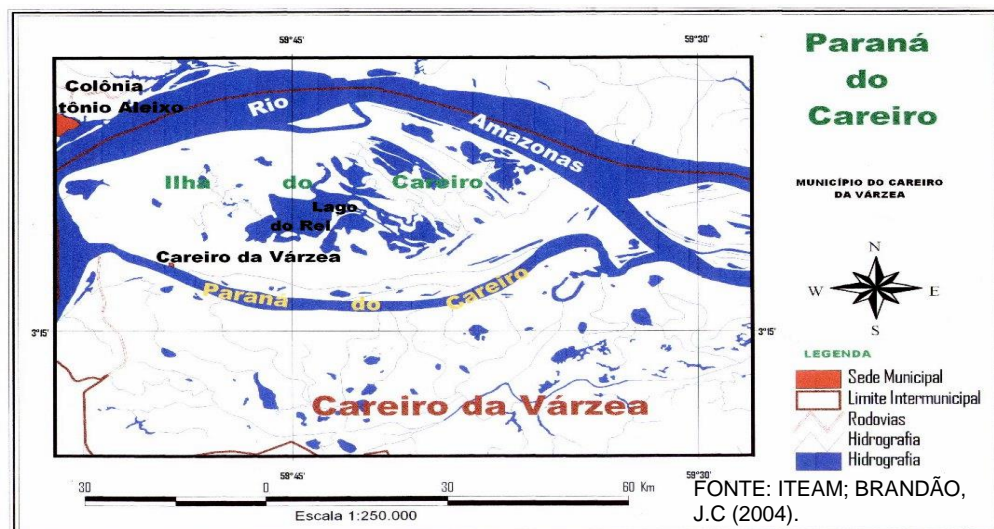 59°45'
59°30'
Paraná
do
Careiro
Colônia
tônio Aleixo
Rio
Amazonas
Ilha do Careiro
Lago
do Rel
MUNICÍPIO DO CAREIRO
DA VÁRZEA
Careiro da Várzea
Paraná do Careiro
N
W E
S
3°15'
3°15'
LEGENDA
Sede Municipal
Limite Intermunicipal
Rodovias
Hidrografia
Hidrografia
Careiro da Várzea
59°45'
59°30'
30 0 30 60 Km
Escala 1:250.000
FONTE: ITEAM; BRANDÃO,
J.C (2004).